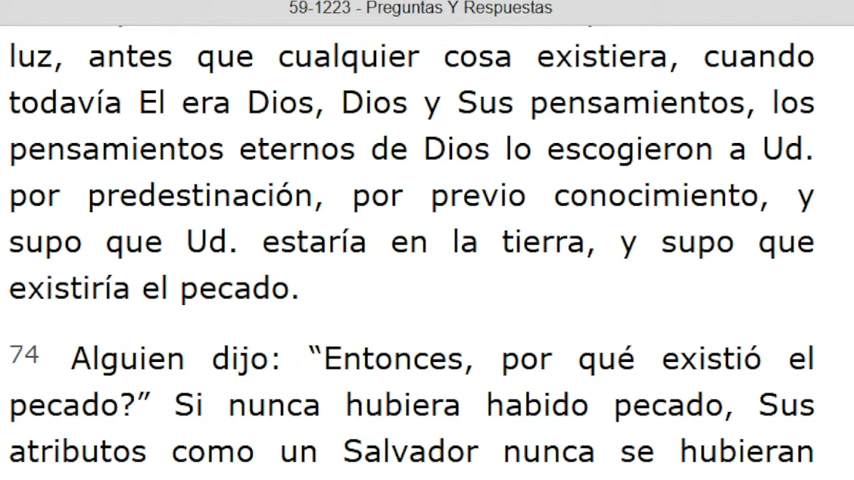 59-1223 - Preguntas Y Respuestas
luz, antes que cualquier cosa existiera, cuando
todavía El era Dios, Dios y Sus pensamientos, los
pensamientos eternos de Dios lo escogieron a Ud.
por predestinación, por previo conocimiento, y
supo que Ud. estaría en la tierra, y supo que
existiría el pecado.
74 Alguien dijo: “Entonces, por qué existió el
pecado?” Si nunca hubiera habido pecado, Sus
atributos como un Salvador nunca se hubieran